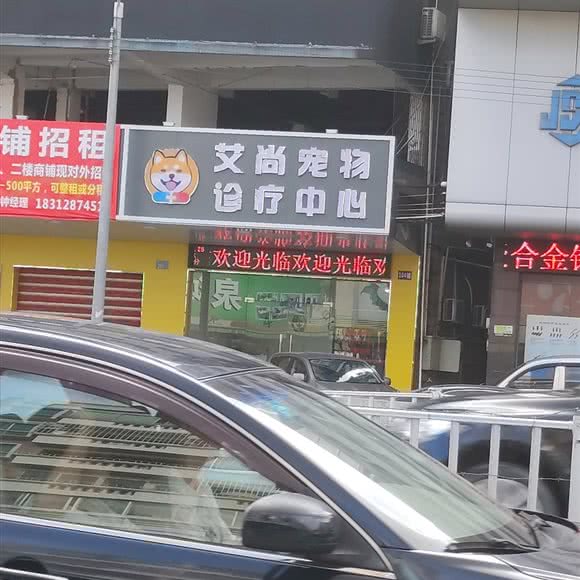 铺招租
二楼商铺现对外招
500平方，可整租或分租
钟经理 1831287451
艾尚宠物
诊疗中心
欢迎光临欢迎光临欢
泉
合金